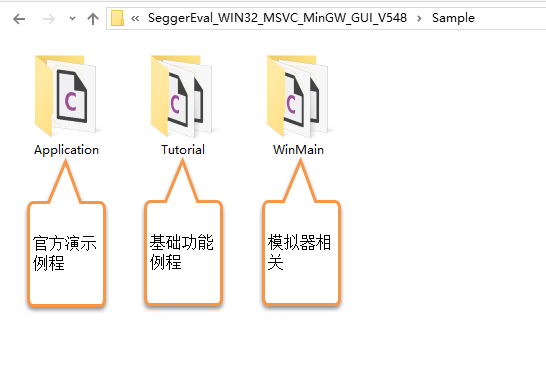 « SeggerEval_WIN32_MSVC_MinGW_GUI_V548 › Sample
Application
Tutorial
WinMain
官方演示
例程
基础功能
例程
模拟器相
关